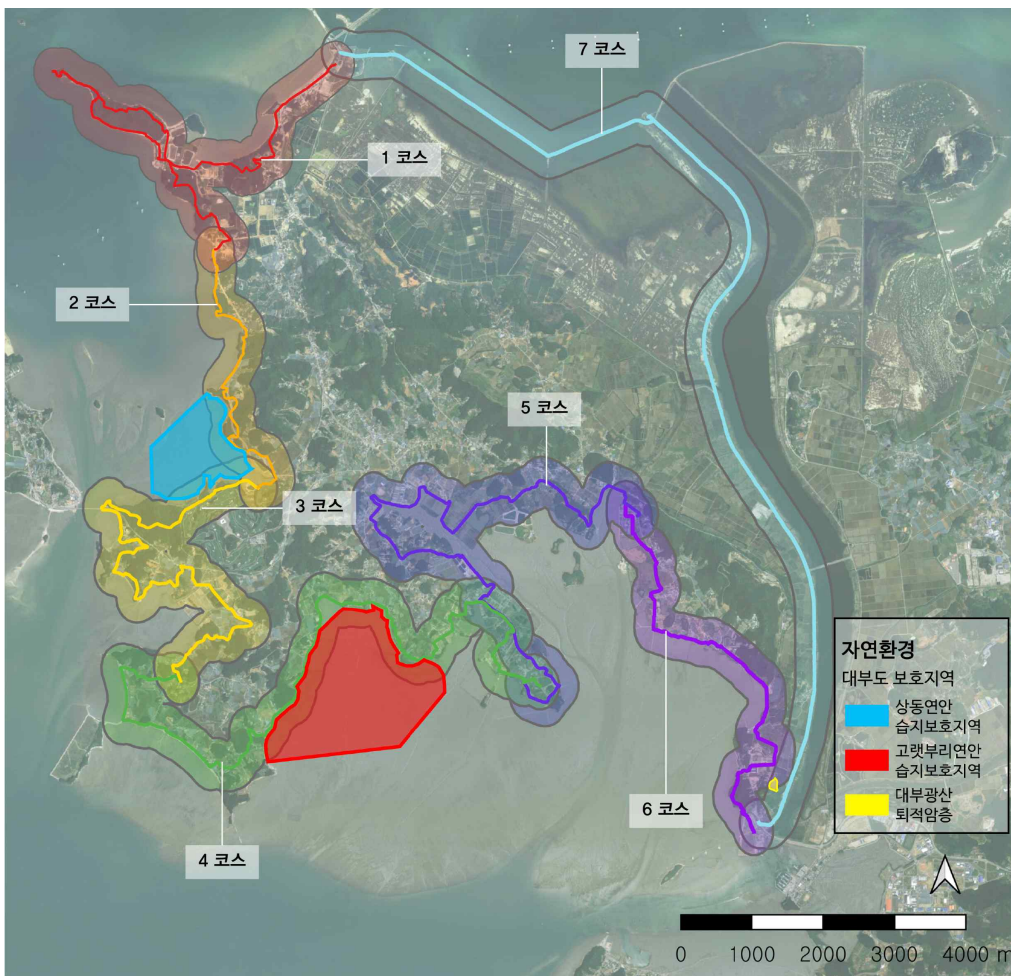 7 코스
1 코스
2 코스
5 코스
3 코스
6 코스
4 코스
자연환경
대부도 보호지역
상동연안
습지보호지역
고랫부리연안
습지보호지역
대부광산
퇴적암층
0 1000 2000 3000 4000 m